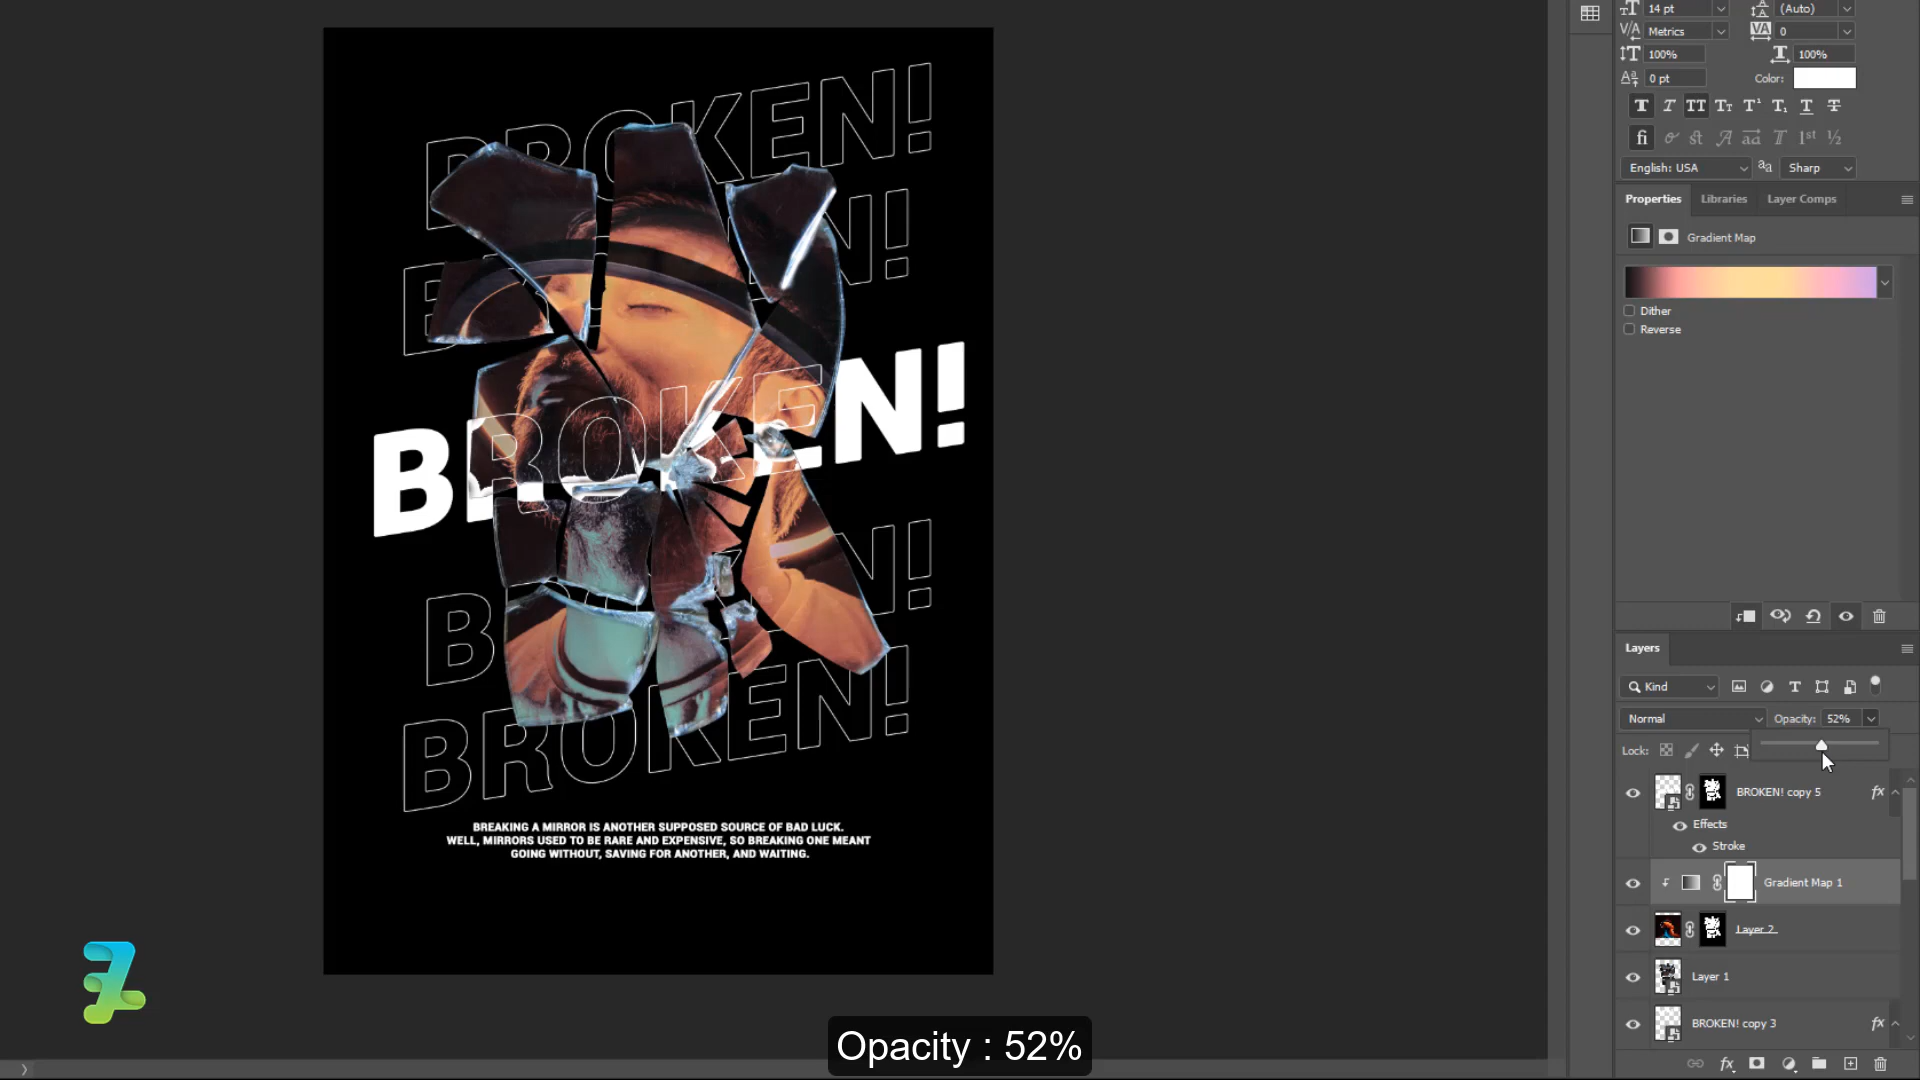 14 pt
(Auto)
Metrics
0
100%
100%
0 pt
Color:
English: USA
Sharp
Properties
Libraries
Layer Comps
Gradient Map
Dither
Reverse
Layers
Kind
Normal
Opacity: 52%
Lock:
BROKEN! copy 5
fx
Effects
Stroke
Gradient Map 1
Layer 2
Layer 1
BROKEN! copy 3
fx
BROKEN!
BROKEN!
BROKEN!
BROKEN!
BREAKING A MIRROR IS ANOTHER SUPPOSED SOURCE OF BAD LUCK.
WELL, MIRRORS USED TO BE RARE AND EXPENSIVE, SO BREAKING ONE MEANT
GOING WITHOUT, SAVING FOR ANOTHER, AND WAITING.
Opacity : 52%